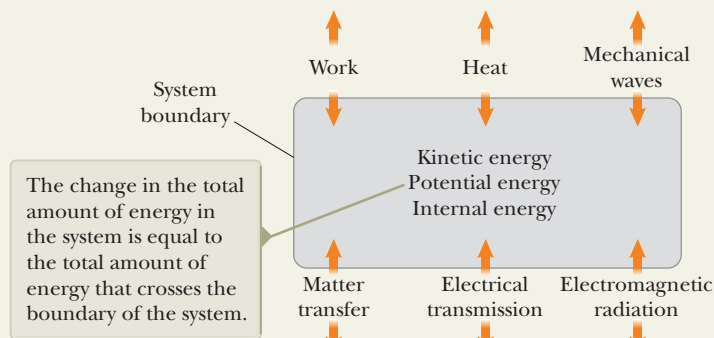 Work
Heat
Mechanical
waves
System
boundary
Kinetic energy
Potential energy
Internal energy
The change in the total
amount of energy in
the system is equal to
the total amount of
energy that crosses the
boundary of the system.
Matter
transfer
Electrical
transmission
Electromagnetic
radiation